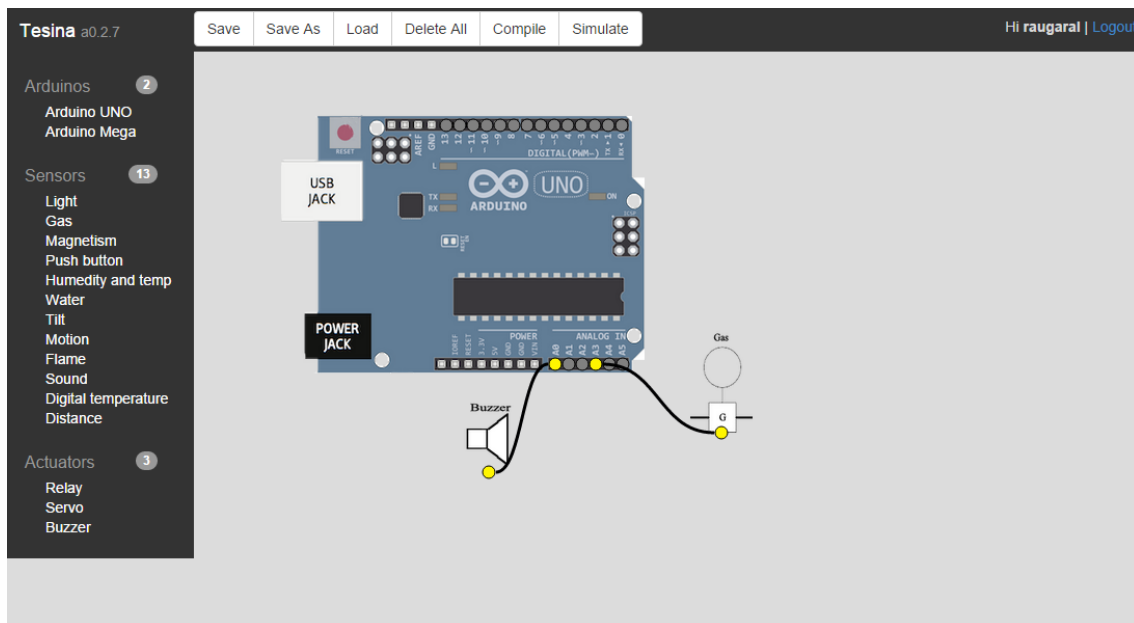 Tesina a0.2.7
Save Save As Load Delete All Compile Simulate
Hi raugaral | Logout
Arduinos 2
Arduino UNO
Arduino Mega
Sensors 13
Light
Gas
Magnetism
Push button
Humedity and temp
Water
Tilt
Motion
Flame
Sound
Digital temperature
Distance
Actuators 3
Relay
Servo
Buzzer
RESET
AREF
GND
13
12
~11
~10
~9
8
7
~6
~5
4
~3
2
TX▸1
RX◂0
DIGITAL(PWM~)
USB
JACK
L
TX
RX
ARDUINO
UNO
ON
ICSP
RESET
EN
POWER
JACK
POWER
ANALOG IN
IOREF
RESET
3.3V
5V
GND
GND
VIN
A0
A1
A2
A3
A4
A5
Gas
G
Buzzer